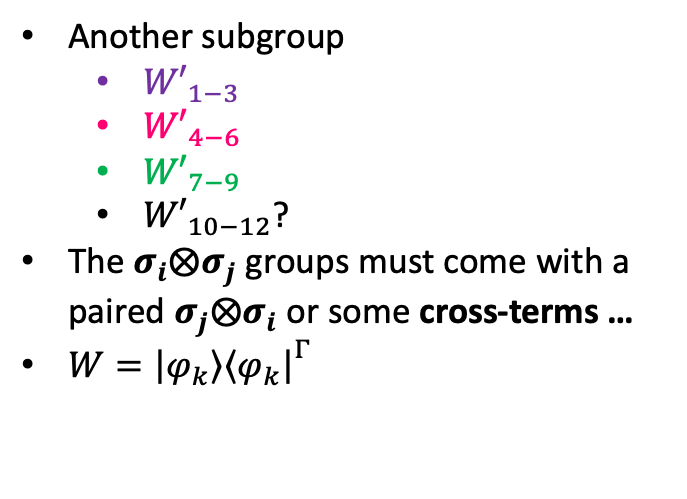 • Another subgroup
• W′₁₋₃
• W′₄₋₆
• W′₇₋₉
• W′₁₀₋₁₂?
• The σᵢ⊗σⱼ groups must come with a
paired σⱼ⊗σᵢ or some cross-terms ...
• W = |φₖ⟩⟨φₖ|ᴦ